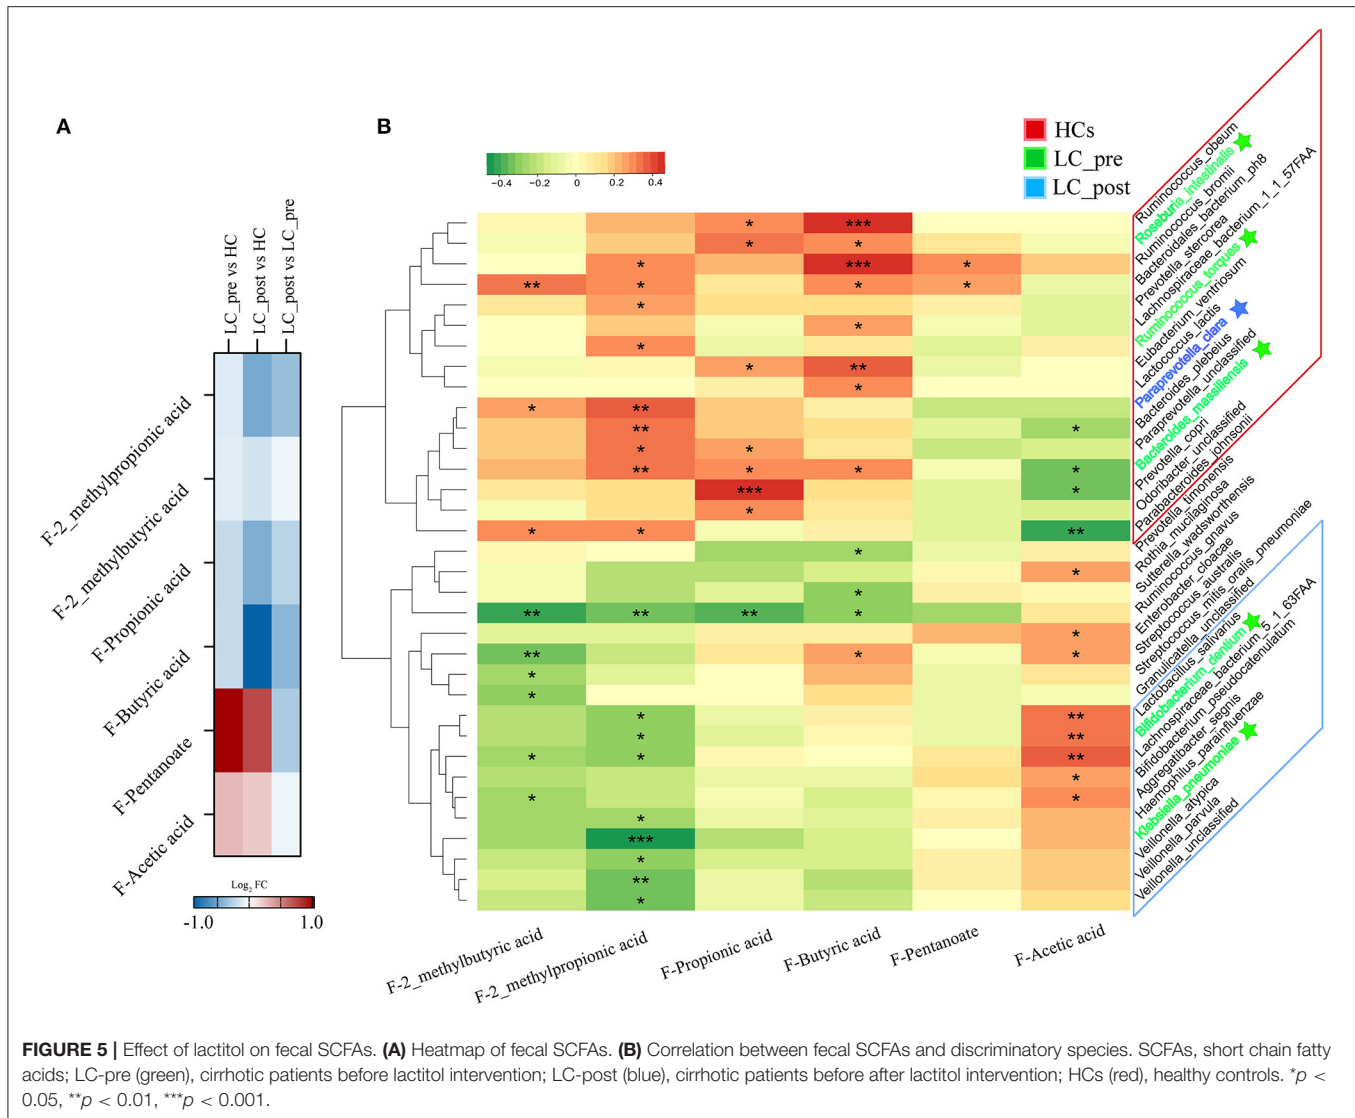 A
B
HCs
LC_pre
LC_post
−0.4 −0.2 0 0.2 0.4
LC_pre vs HC
LC_post vs HC
LC_post vs LC_pre
F-2_methylpropionic acid
F-2_methylbutyric acid
F-Propionic acid
F-Butyric acid
F-Pentanoate
F-Acetic acid
Log2 FC
-1.0 1.0
* ***
* *
* *** *
** * * *
*
*
*
* **
*
* **
** *
* *
** * * *
*** *
*
* * **
*
*
*
** ** ** *
*
** * *
*
*
* **
* **
* * **
*
* *
*
***
*
**
*
Ruminococcus_obeum
Roseburia_intestinalis
Ruminococcus_bromii
Bacteroidales_bacterium_ph8
Prevotella_stercorea
Lachnospiraceae_bacterium_1_1_57FAA
Ruminococcus_torques
Eubacterium_ventriosum
Lactococcus_lactis
Paraprevotella_clara
Bacteroides_plebeius
Paraprevotella_unclassified
Bacteroides_massiliensis
Prevotella_copri
Odoribacter_unclassified
Parabacteroides_johnsonii
Prevotella_timonensis
Rothia_mucilaginosa
Sutterella_wadsworthensis
Ruminococcus_gnavus
Enterobacter_cloacae
Streptococcus_australis
Streptococcus_mitis_oralis_pneumoniae
Granulicatella_unclassified
Lactobacillus_salivarius
Bifidobacterium_dentium
Lachnospiraceae_bacterium_5_1_63FAA
Bifidobacterium_pseudocatenulatum
Aggregatibacter_segnis
Haemophilus_parainfluenzae
Klebsiella_pneumoniae
Veillonella_atypica
Veillonella_parvula
Veillonella_unclassified
F-2_methylbutyric acid
F-2_methylpropionic acid
F-Propionic acid
F-Butyric acid
F-Pentanoate
F-Acetic acid
FIGURE 5 | Effect of lactitol on fecal SCFAs. (A) Heatmap of fecal SCFAs. (B) Correlation between fecal SCFAs and discriminatory species. SCFAs, short chain fatty
acids; LC-pre (green), cirrhotic patients before lactitol intervention; LC-post (blue), cirrhotic patients before after lactitol intervention; HCs (red), healthy controls. *p <
0.05, **p < 0.01, ***p < 0.001.